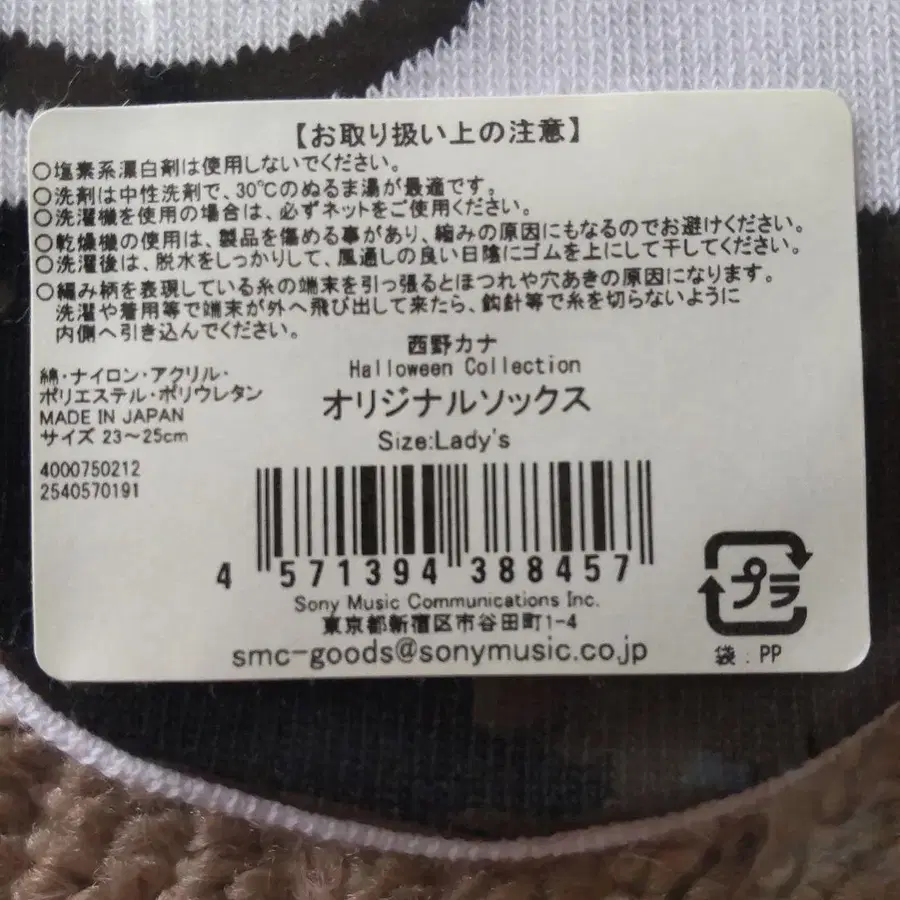 【お取り扱い上の注意】
○塩素系漂白剤は使用しないでください。
○洗剤は中性洗剤で、30℃のぬるま湯が最適です。
○洗濯機を使用の場合は、必ずネットをご使用ください。
○乾燥機の使用は、製品を傷める事があり、縮みの原因にもなるのでお避けください。
○洗濯後は、脱水をしっかりして、風通しの良い日陰にゴムを上にして干してください。
○編み柄を表現している糸の端末を引っ張るとほつれや穴あきの原因になります。
洗濯や着用等で端末が外へ飛び出して来たら、鈎針等で糸を切らないように
内側へ引き込んでください。
西野カナ
Halloween Collection
オリジナルソックス
Size:Lady's
綿・ナイロン・アクリル・
ポリエステル・ポリウレタン
MADE IN JAPAN
サイズ 23～25cm
4000750212
2540570191
4 571394 388457
Sony Music Communications Inc.
東京都新宿区市谷田町1-4
smc-goods@sonymusic.co.jp
プラ
袋:PP